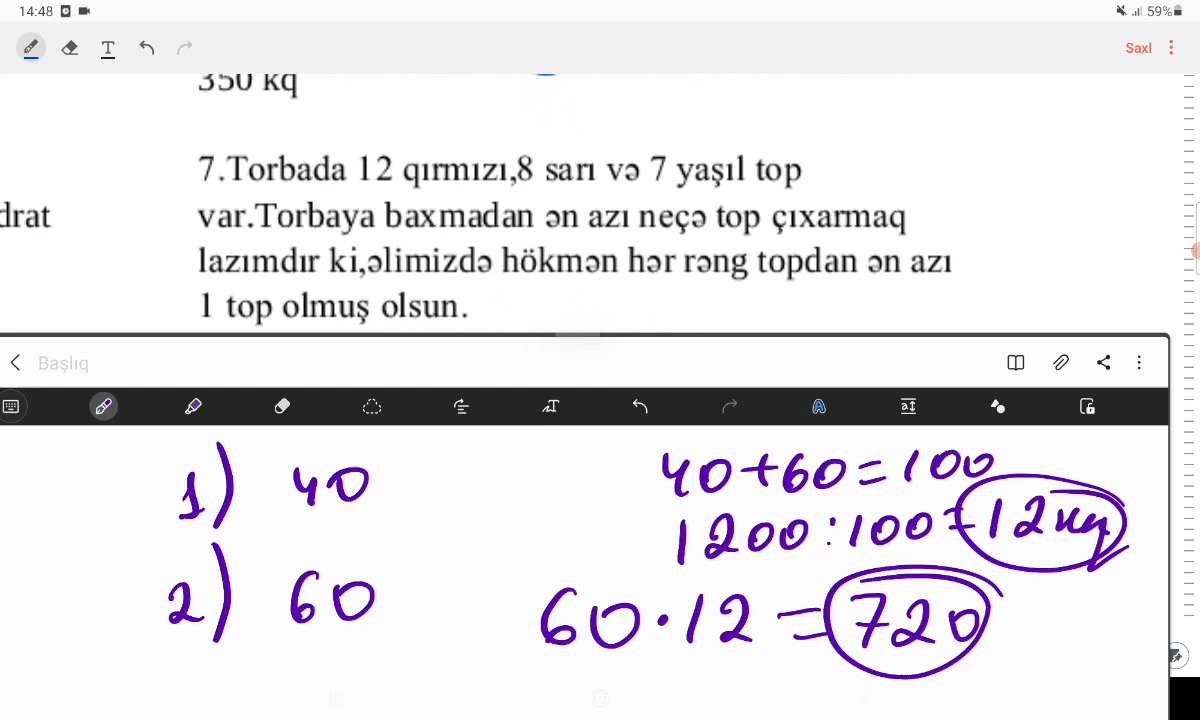 14:48
59%
Saxl
350 kq
7.Torbada 12 qırmızı,8 sarı və 7 yaşıl top
drat
var.Torbaya baxmadan ən azı neçə top çıxarmaq
lazımdır ki,əlimizdə hökmən hər rəng topdan ən azı
1 top olmuş olsun.
Başlıq
1) 40
40+60=100
1200:100=12kq
2) 60
60·12=720